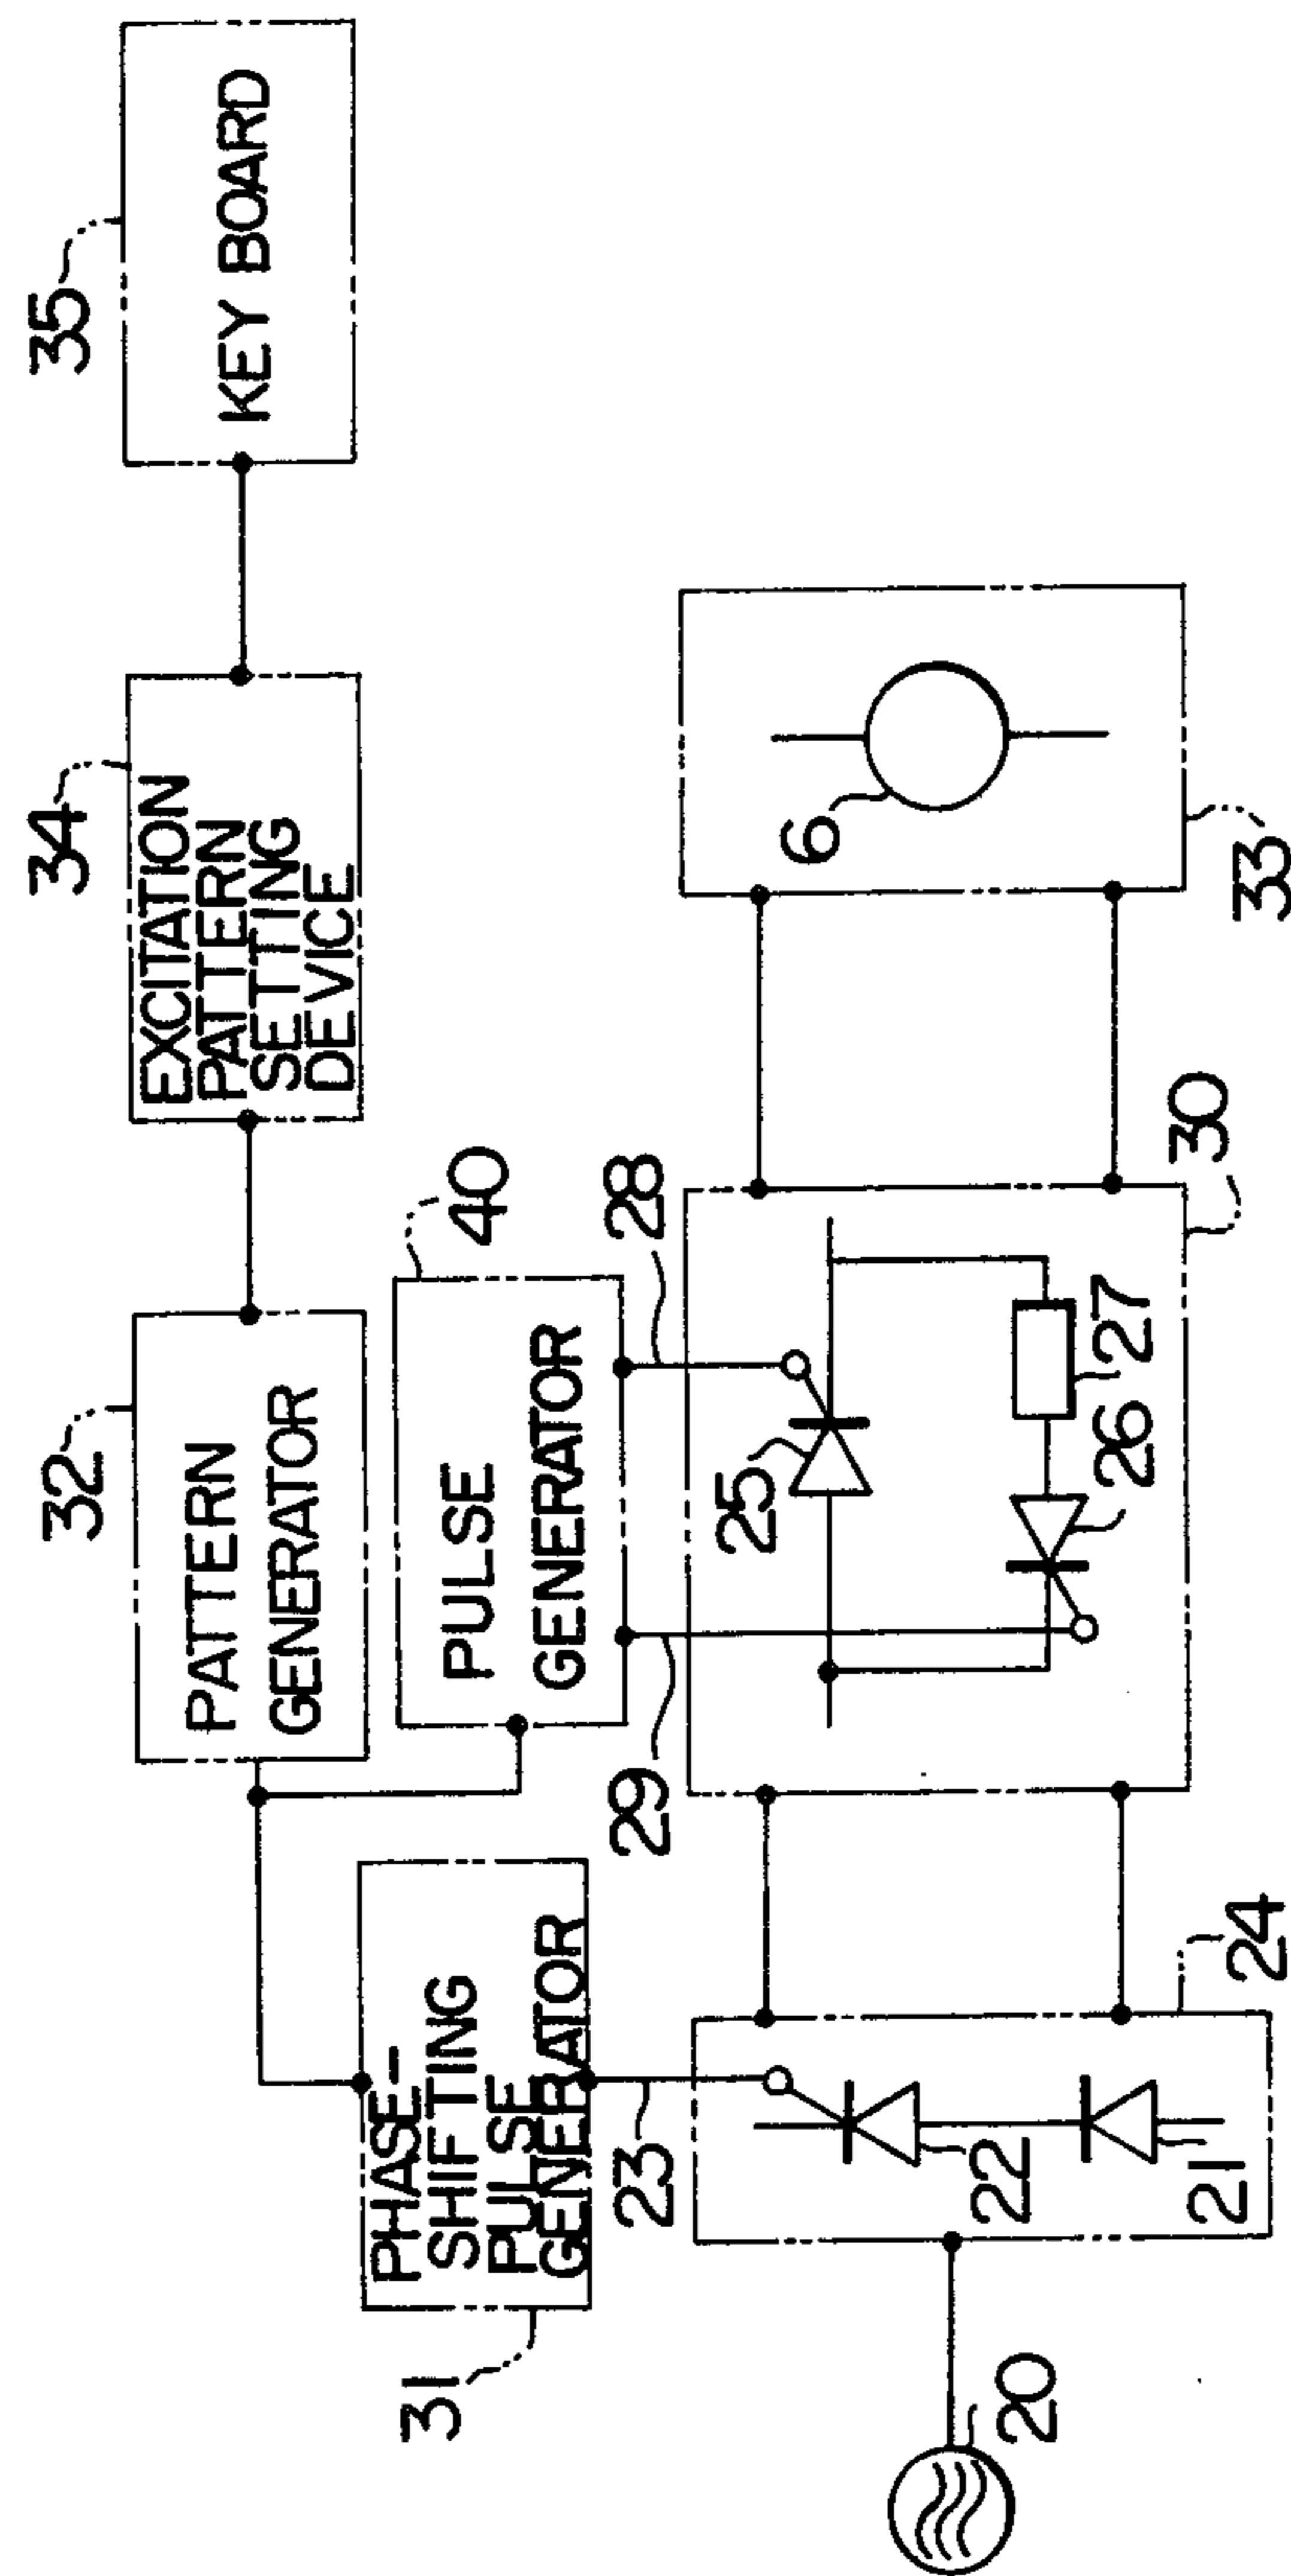 35
KEY BOARD
34
EXCITATION
PATTERN
SETTING
DEVICE
32
PATTERN
GENERATOR
40
PULSE
GENERATOR
31
PHASE-
SHIFTING
PULSE
GENERATOR
23
29
28
20
22
21
24
25
26
27
30
6
33